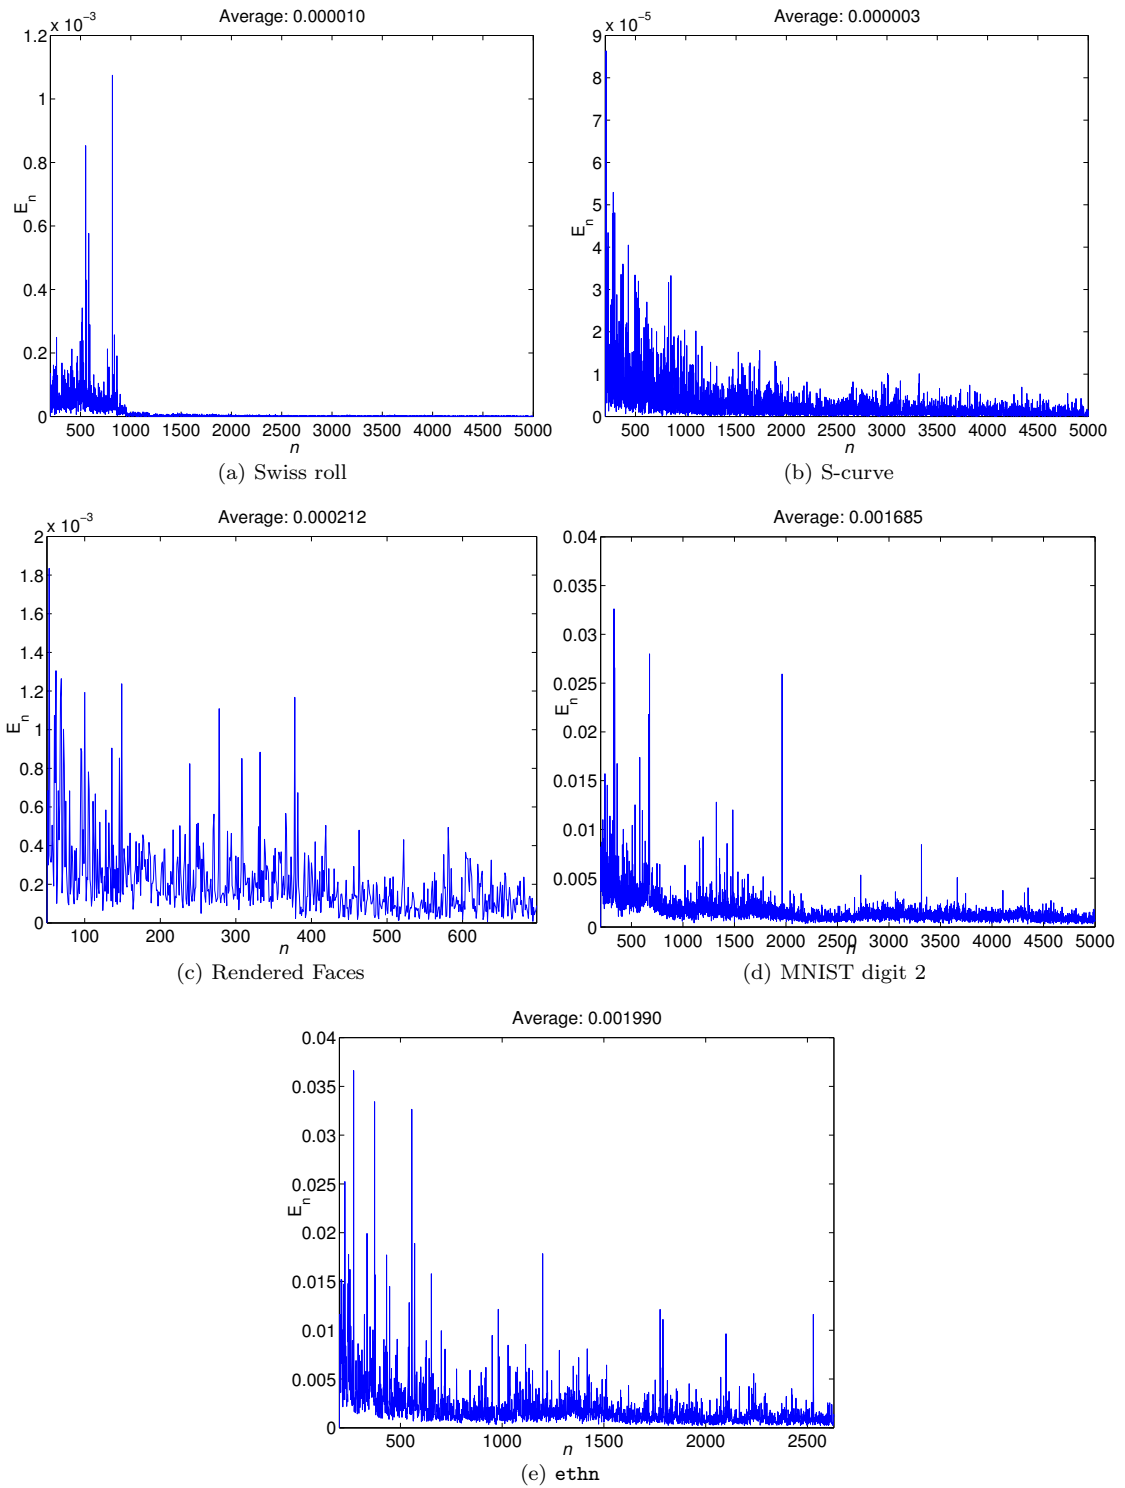 Average: 0.000010
x 10⁻³
1.2
1
0.8
0.6
0.4
0.2
0
Eₙ
500 1000 1500 2000 2500 3000 3500 4000 4500 5000
n
(a) Swiss roll
Average: 0.000003
x 10⁻⁵
9
8
7
6
5
4
3
2
1
0
Eₙ
500 1000 1500 2000 2500 3000 3500 4000 4500 5000
n
(b) S-curve
Average: 0.000212
x 10⁻³
2
1.8
1.6
1.4
1.2
1
0.8
0.6
0.4
0.2
0
Eₙ
100 200 300 400 500 600
n
(c) Rendered Faces
Average: 0.001685
0.04
0.035
0.03
0.025
0.02
0.015
0.01
0.005
0
Eₙ
500 1000 1500 2000 2500 3000 3500 4000 4500 5000
n
(d) MNIST digit 2
Average: 0.001990
0.04
0.035
0.03
0.025
0.02
0.015
0.01
0.005
0
Eₙ
500 1000 1500 2000 2500
n
(e) ethn